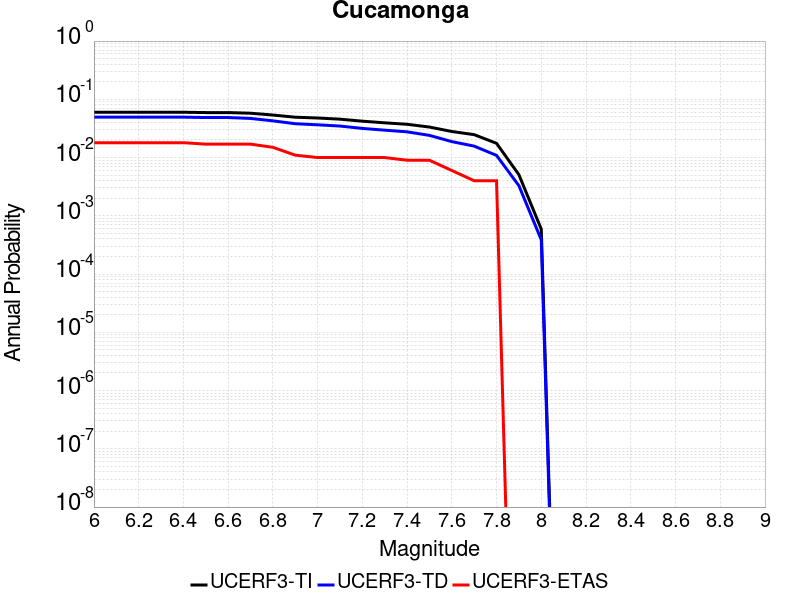 Cucamonga
10^0
10^-1
10^-2
10^-3
10^-4
10^-5
10^-6
10^-7
10^-8
Annual Probability
6 6.2 6.4 6.6 6.8 7 7.2 7.4 7.6 7.8 8 8.2 8.4 8.6 8.8 9
Magnitude
UCERF3-TI UCERF3-TD UCERF3-ETAS